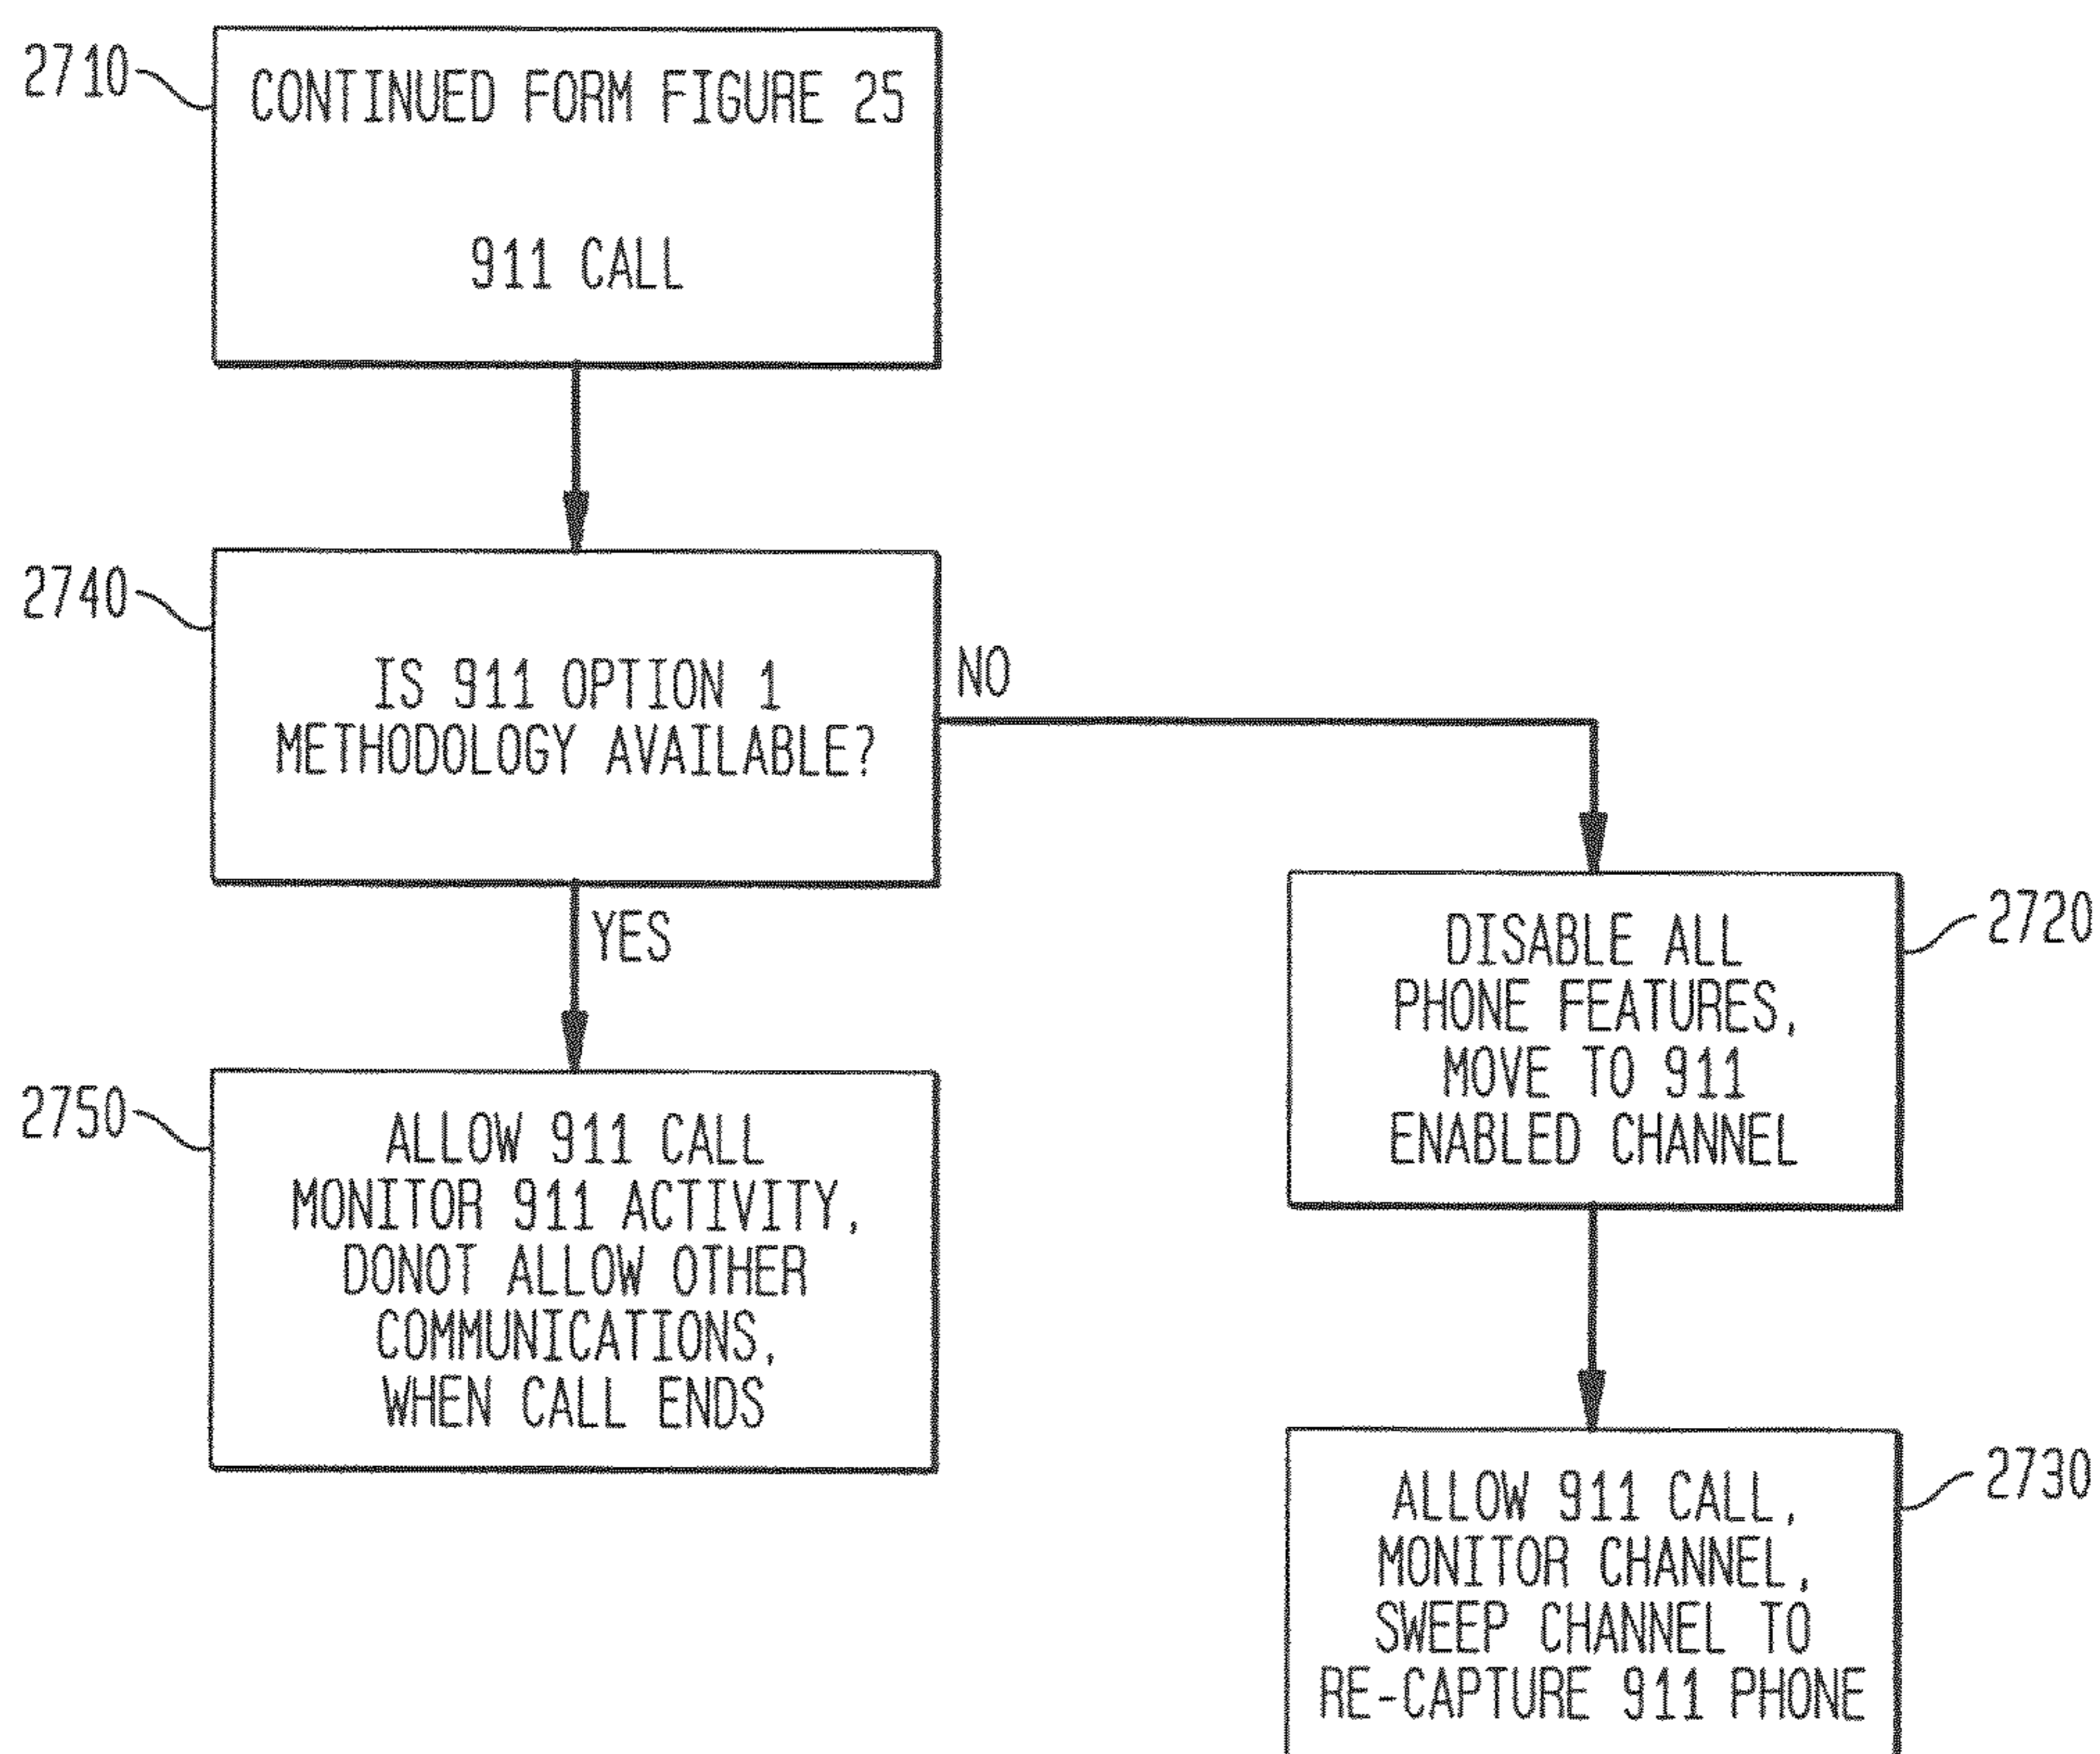 2710
CONTINUED FORM FIGURE 25
911 CALL
2740
IS 911 OPTION 1
METHODOLOGY AVAILABLE?
NO
YES
2720
DISABLE ALL
PHONE FEATURES,
MOVE TO 911
ENABLED CHANNEL
2750
ALLOW 911 CALL
MONITOR 911 ACTIVITY,
DONOT ALLOW OTHER
COMMUNICATIONS,
WHEN CALL ENDS
2730
ALLOW 911 CALL,
MONITOR CHANNEL,
SWEEP CHANNEL TO
RE-CAPTURE 911 PHONE